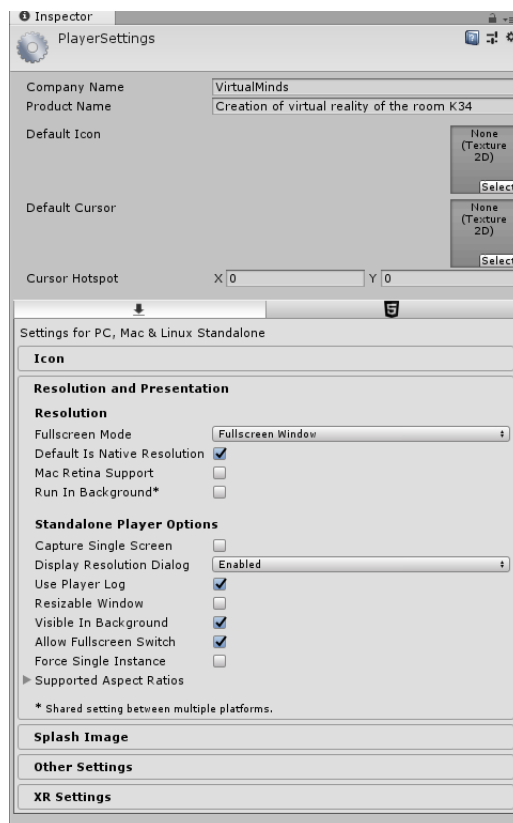 Inspector
PlayerSettings
Company Name VirtualMinds
Product Name Creation of virtual reality of the room K34
Default Icon
None
(Texture
2D)
Select
Default Cursor
None
(Texture
2D)
Select
Cursor Hotspot X 0 Y 0
Settings for PC, Mac & Linux Standalone
Icon
Resolution and Presentation
Resolution
Fullscreen Mode Fullscreen Window
Default Is Native Resolution
Mac Retina Support
Run In Background*
Standalone Player Options
Capture Single Screen
Display Resolution Dialog Enabled
Use Player Log
Resizable Window
Visible In Background
Allow Fullscreen Switch
Force Single Instance
Supported Aspect Ratios
* Shared setting between multiple platforms.
Splash Image
Other Settings
XR Settings